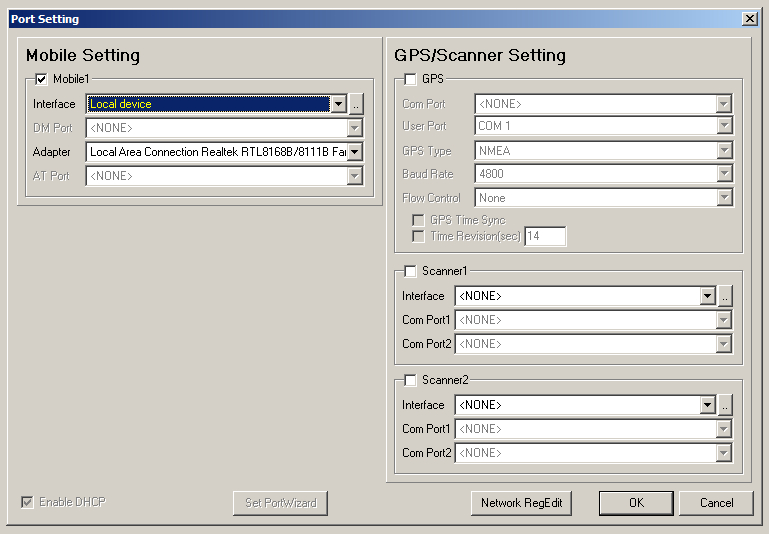 Port Setting
Mobile Setting
Mobile1
Interface Local device ..
DM Port <NONE>
Adapter Local Area Connection Realtek RTL8168B/8111B Far
AT Port <NONE>
GPS/Scanner Setting
GPS
Com Port <NONE>
User Port COM 1
GPS Type NMEA
Baud Rate 4800
Flow Control None
GPS Time Sync
Time Revision(sec) 14
Scanner1
Interface <NONE> ..
Com Port1 <NONE>
Com Port2 <NONE>
Scanner2
Interface <NONE> ..
Com Port1 <NONE>
Com Port2 <NONE>
Enable DHCP Set PortWizard Network RegEdit OK Cancel